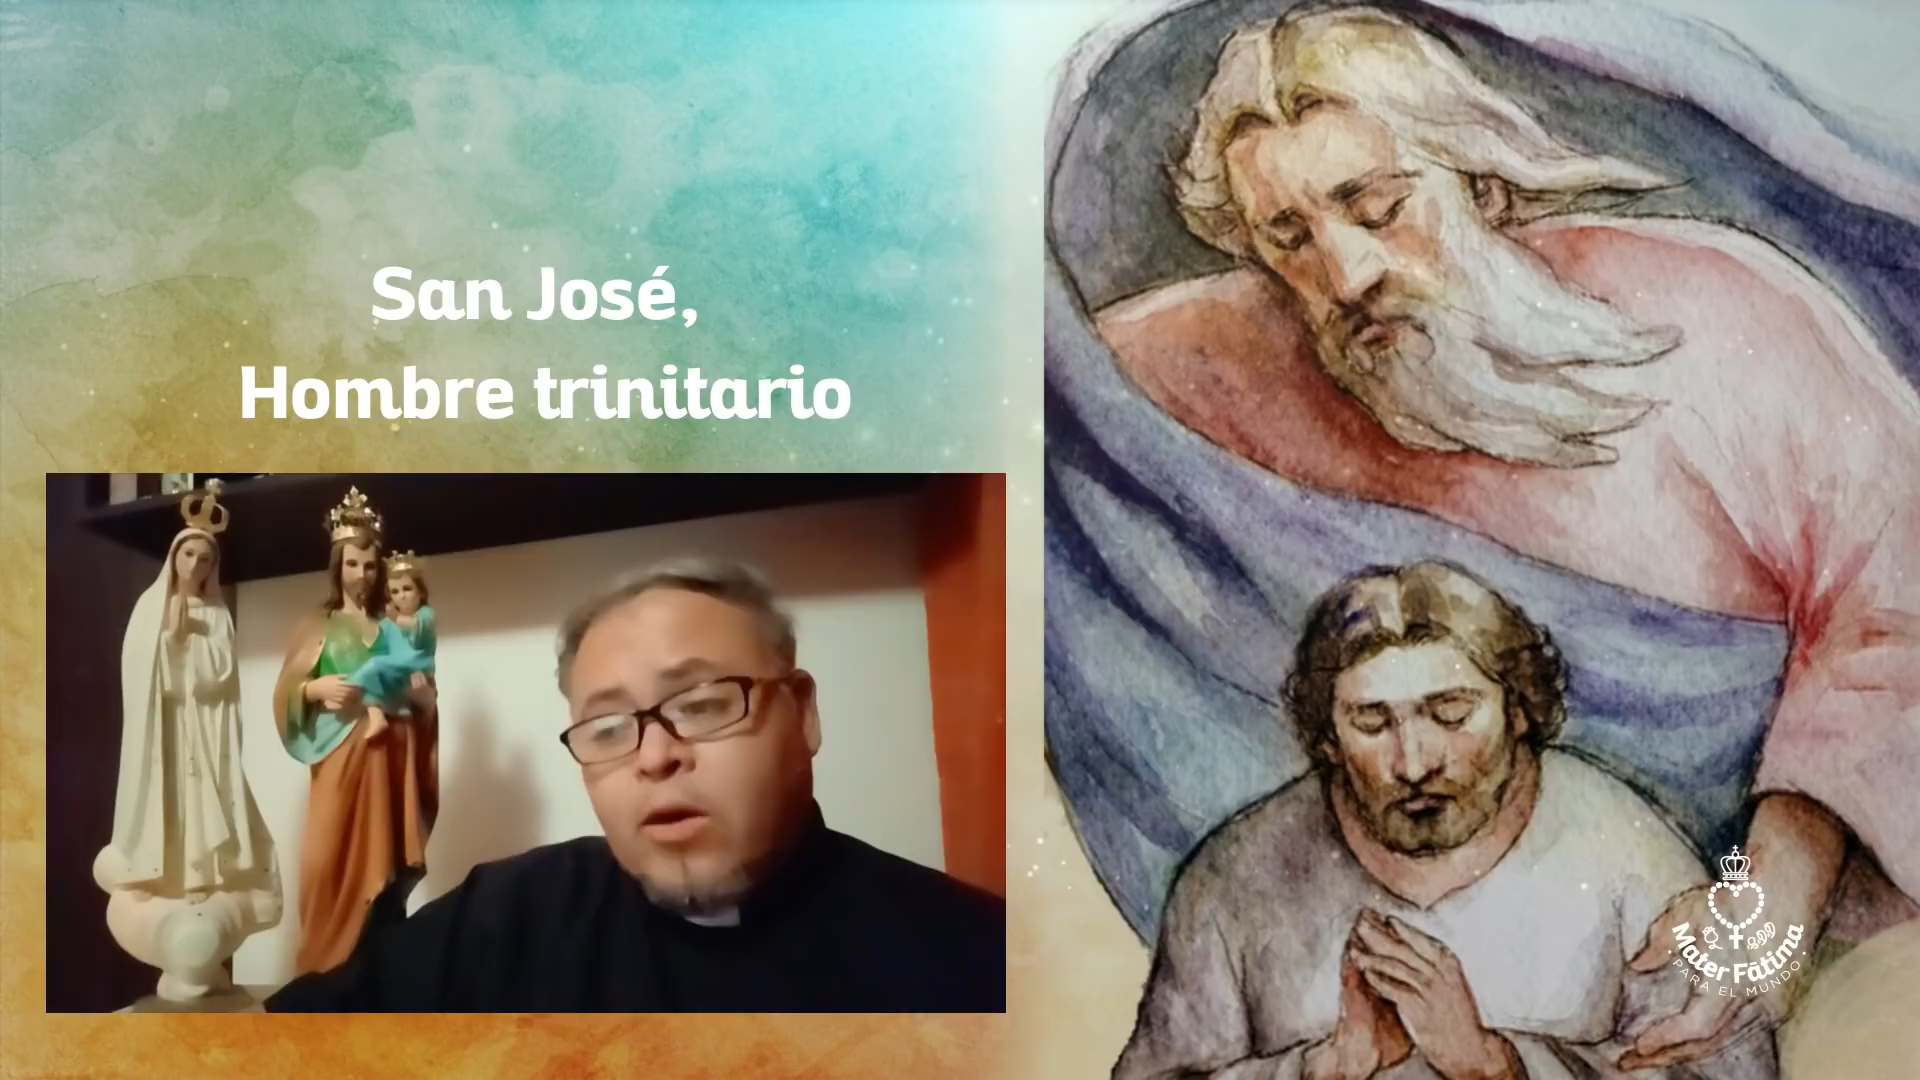 San José,
Hombre trinitario
Mater Fátima
PARA EL MUNDO